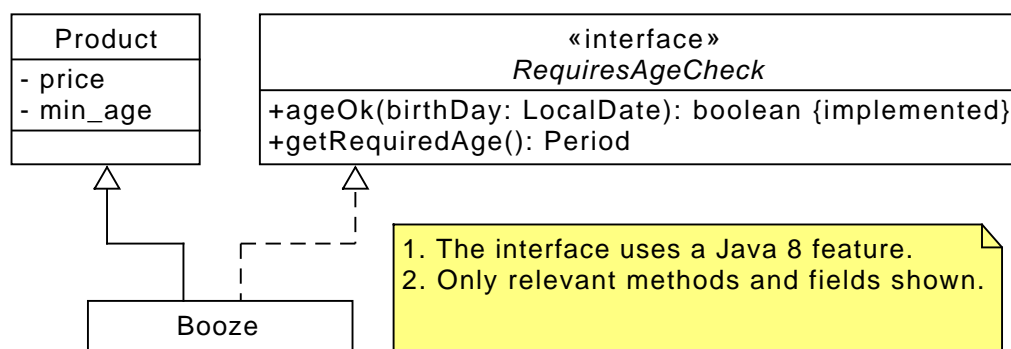 Product
- price
- min_age
«interface»
RequiresAgeCheck
+ageOk(birthDay: LocalDate): boolean {implemented}
+getRequiredAge(): Period
1. The interface uses a Java 8 feature.
2. Only relevant methods and fields shown.
Booze